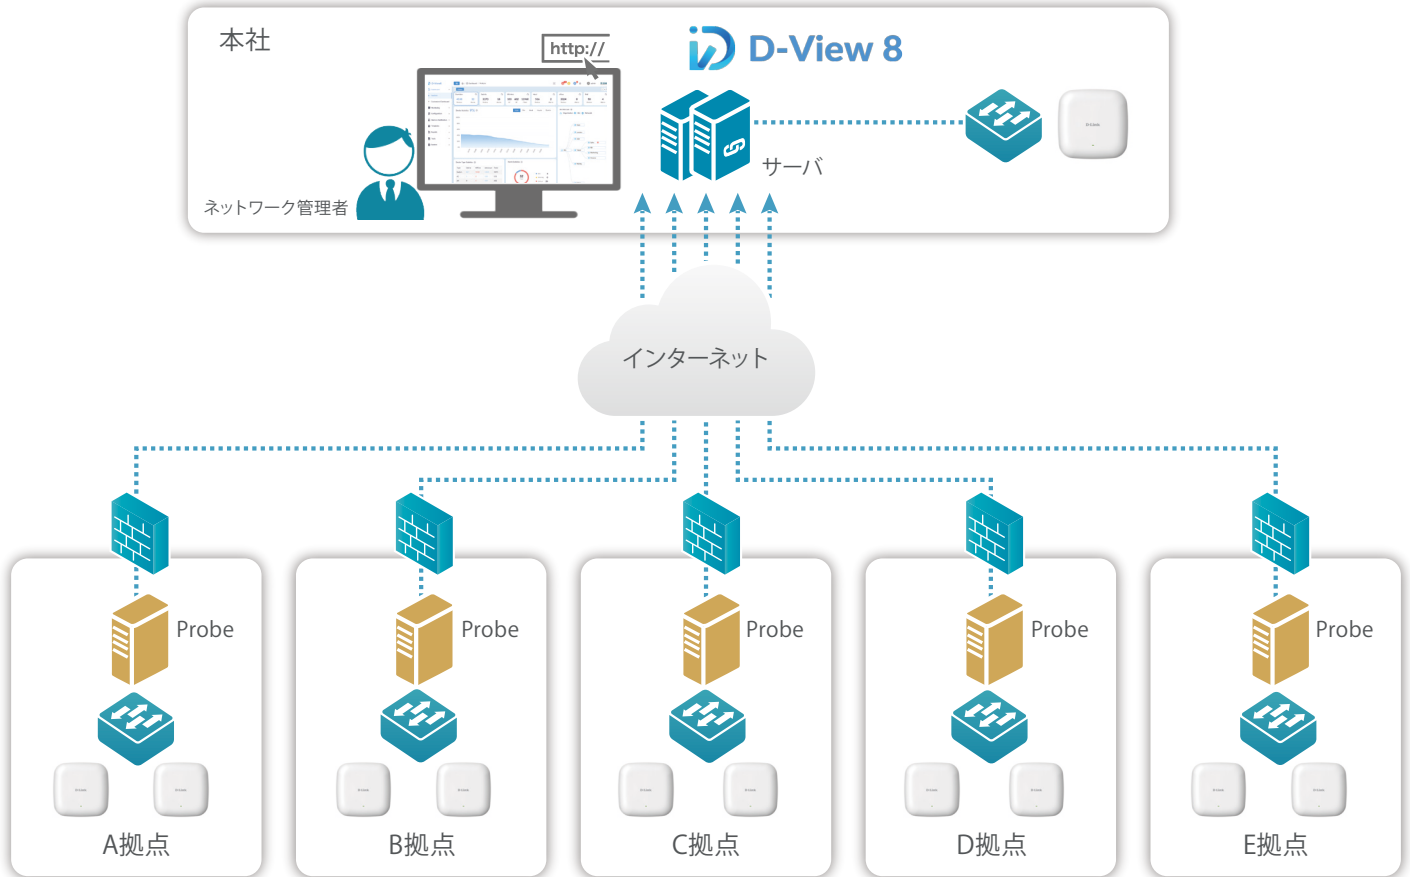 本社
http://
D-View 8
サーバ
ネットワーク管理者
インターネット
Probe
Probe
Probe
Probe
Probe
A拠点
B拠点
C拠点
D拠点
E拠点